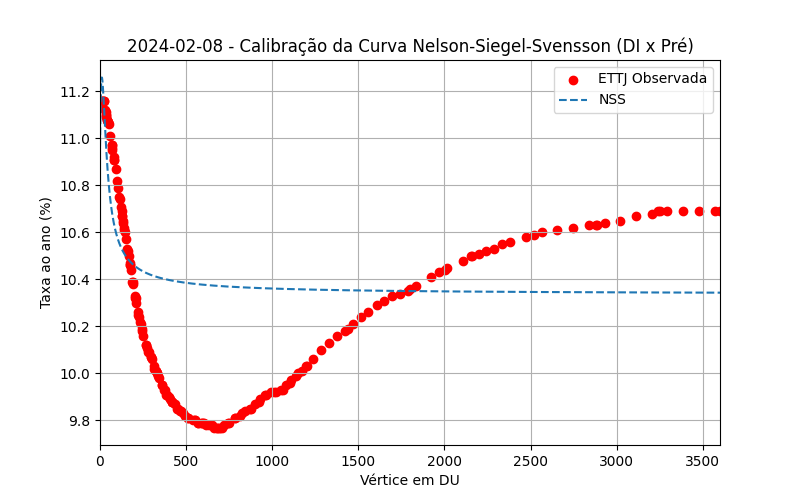 2024-02-08 - Calibração da Curva Nelson-Siegel-Svensson (DI x Pré)
ETTJ Observada
NSS
Taxa ao ano (%)
11.2
11.0
10.8
10.6
10.4
10.2
10.0
9.8
0 500 1000 1500 2000 2500 3000 3500
Vértice em DU